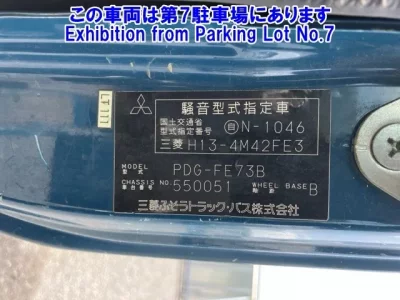 この車両は第7駐車場にあります
Exhibition from Parking Lot No.7
LT111
騒音型式指定車
国土交通省
型式指定番号 自N-1046
三菱 H13-4M42FE3
MODEL
型式 PDG-FE73B
CHASSIS NO.
車台番号 550051 WHEEL BASE
軸距 B
三菱ふそうトラック・バス株式会社